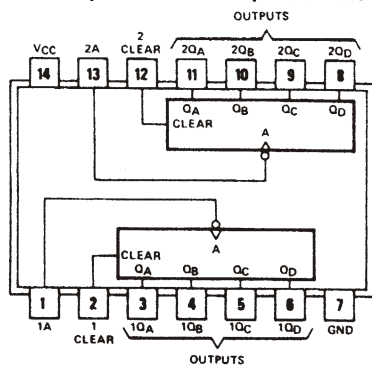 OUTPUTS
2
VCC 2A CLEAR 2QA 2QB 2QC 2QD
14 13 12 11 10 9 8
QA QB QC QD
CLEAR
A
A
CLEAR
QA QB QC QD
1 2 3 4 5 6 7
1A 1 1QA 1QB 1QC 1QD GND
CLEAR
OUTPUTS